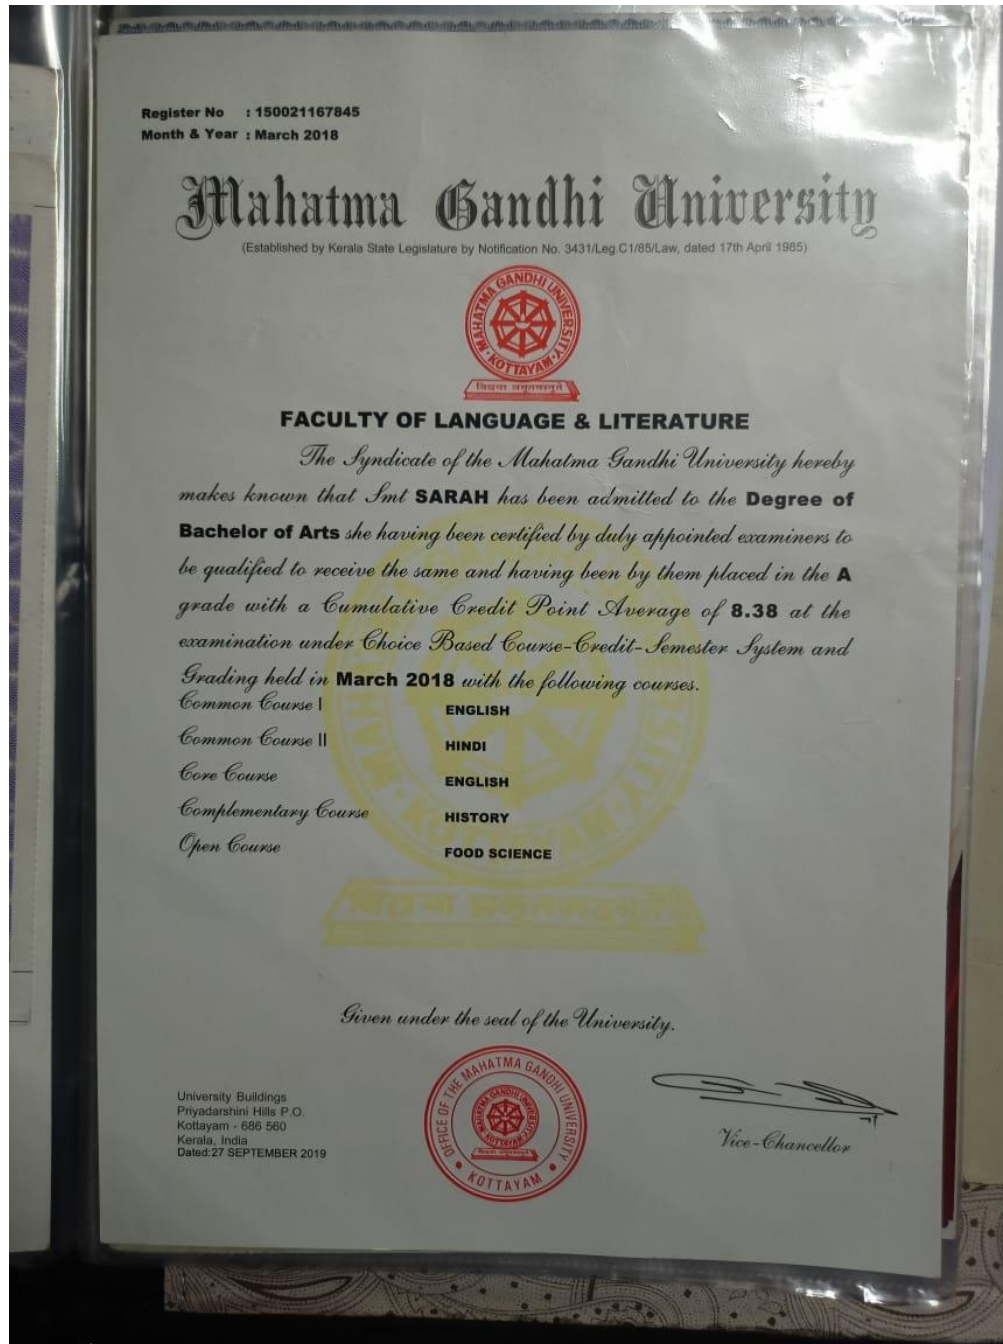 Register No : 150021167845
Month & Year : March 2018
Mahatma Gandhi University
(Established by Kerala State Legislature by Notification No. 3431/Leg.C1/85/Law, dated 17th April 1985)
MAHATMA GANDHI UNIVERSITY
KOTTAYAM
विद्यया अमृतमश्नुते
FACULTY OF LANGUAGE & LITERATURE
The Syndicate of the Mahatma Gandhi University hereby
makes known that Smt SARAH has been admitted to the Degree of
Bachelor of Arts she having been certified by duly appointed examiners to
be qualified to receive the same and having been by them placed in the A
grade with a Cumulative Credit Point Average of 8.38 at the
examination under Choice Based Course-Credit-Semester System and
Grading held in March 2018 with the following courses.
Common Course I ENGLISH
Common Course II HINDI
Core Course ENGLISH
Complementary Course HISTORY
Open Course FOOD SCIENCE
Given under the seal of the University.
University Buildings
Priyadarshini Hills P.O.
Kottayam - 686 560
Kerala, India
Dated:27 SEPTEMBER 2019
OFFICE OF THE MAHATMA GANDHI UNIVERSITY
KOTTAYAM
MAHATMA GANDHI UNIVERSITY
KOTTAYAM
Vice-Chancellor